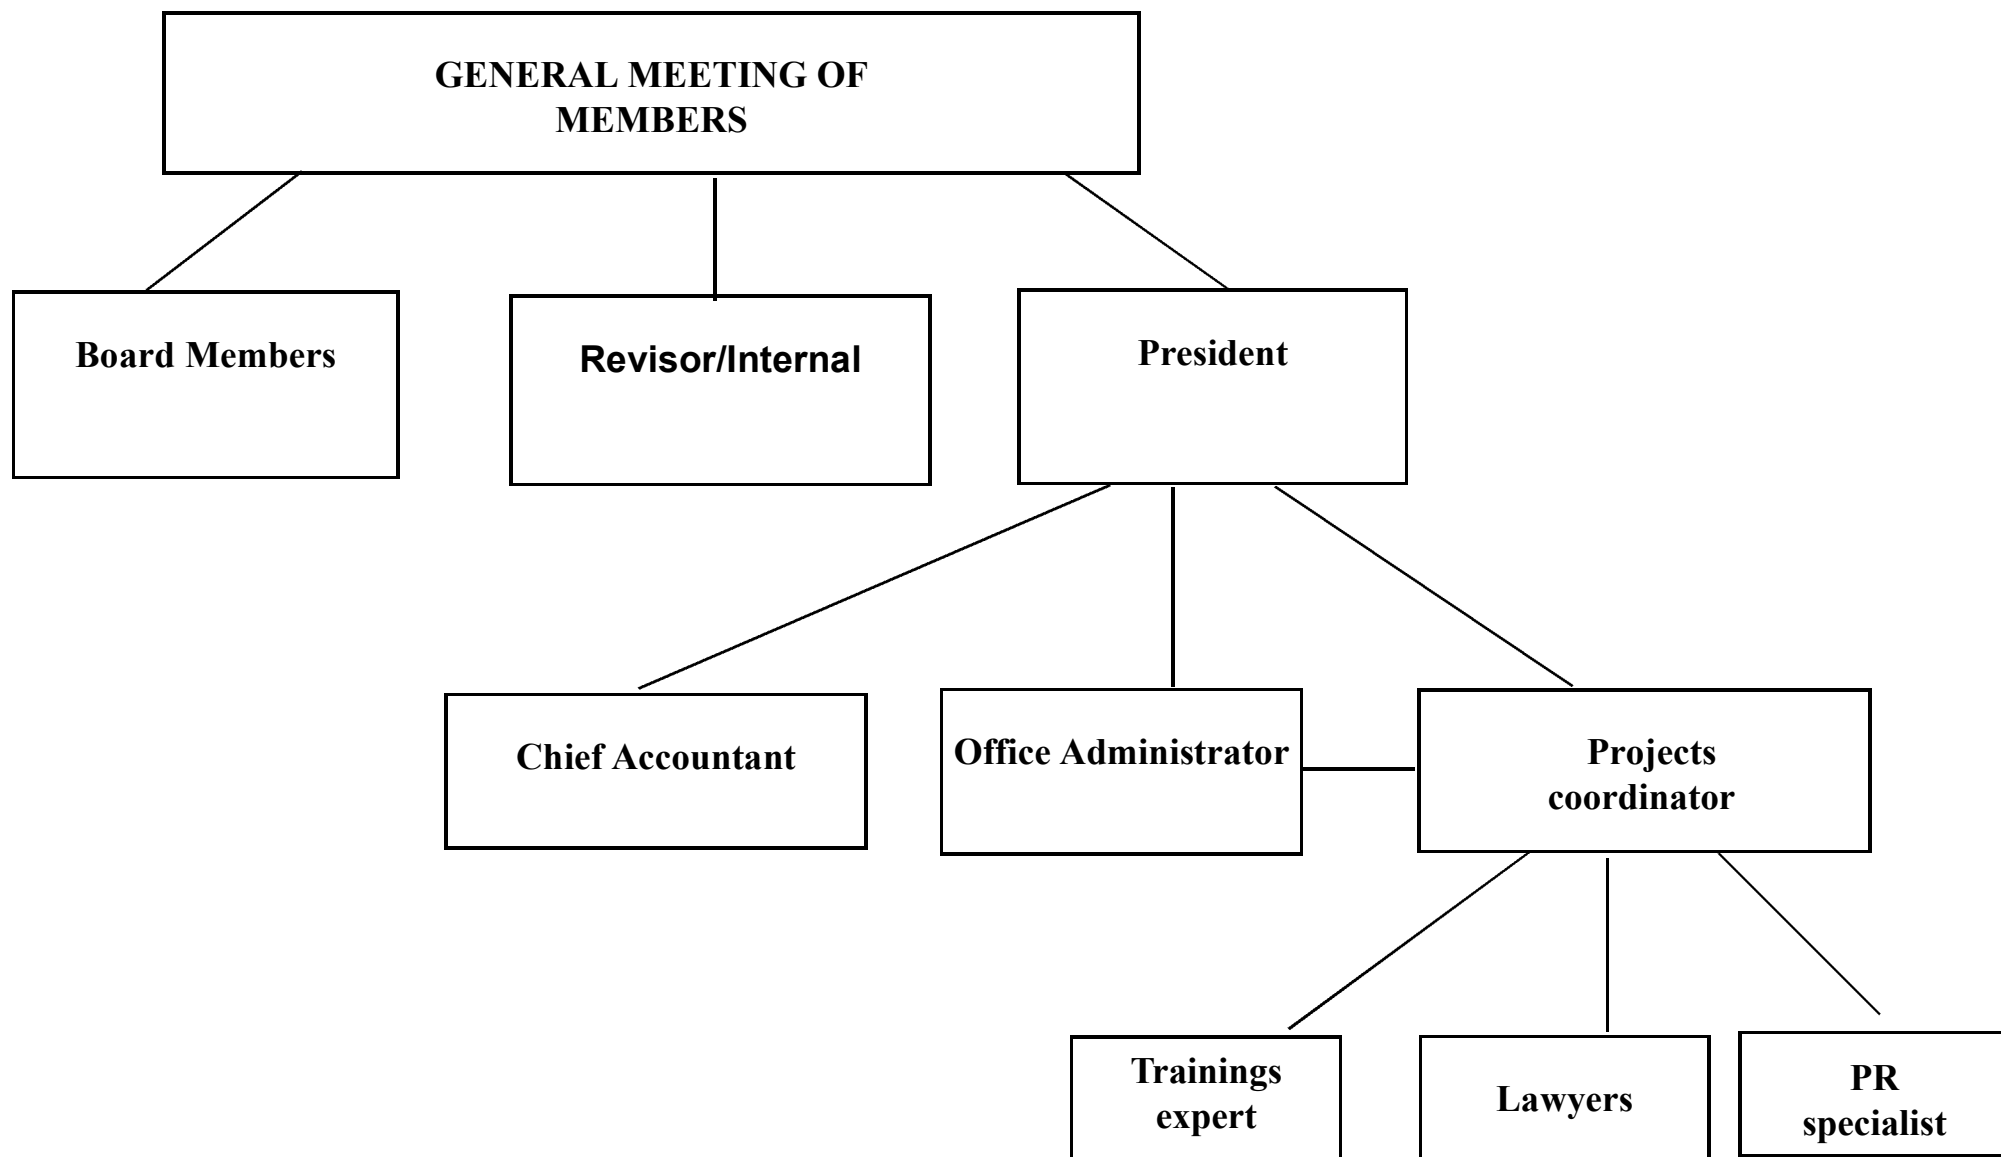 GENERAL MEETING OF
MEMBERS
Board Members
Revisor/Internal
President
Chief Accountant
Office Administrator
Projects
coordinator
Trainings
expert
Lawyers
PR
specialist